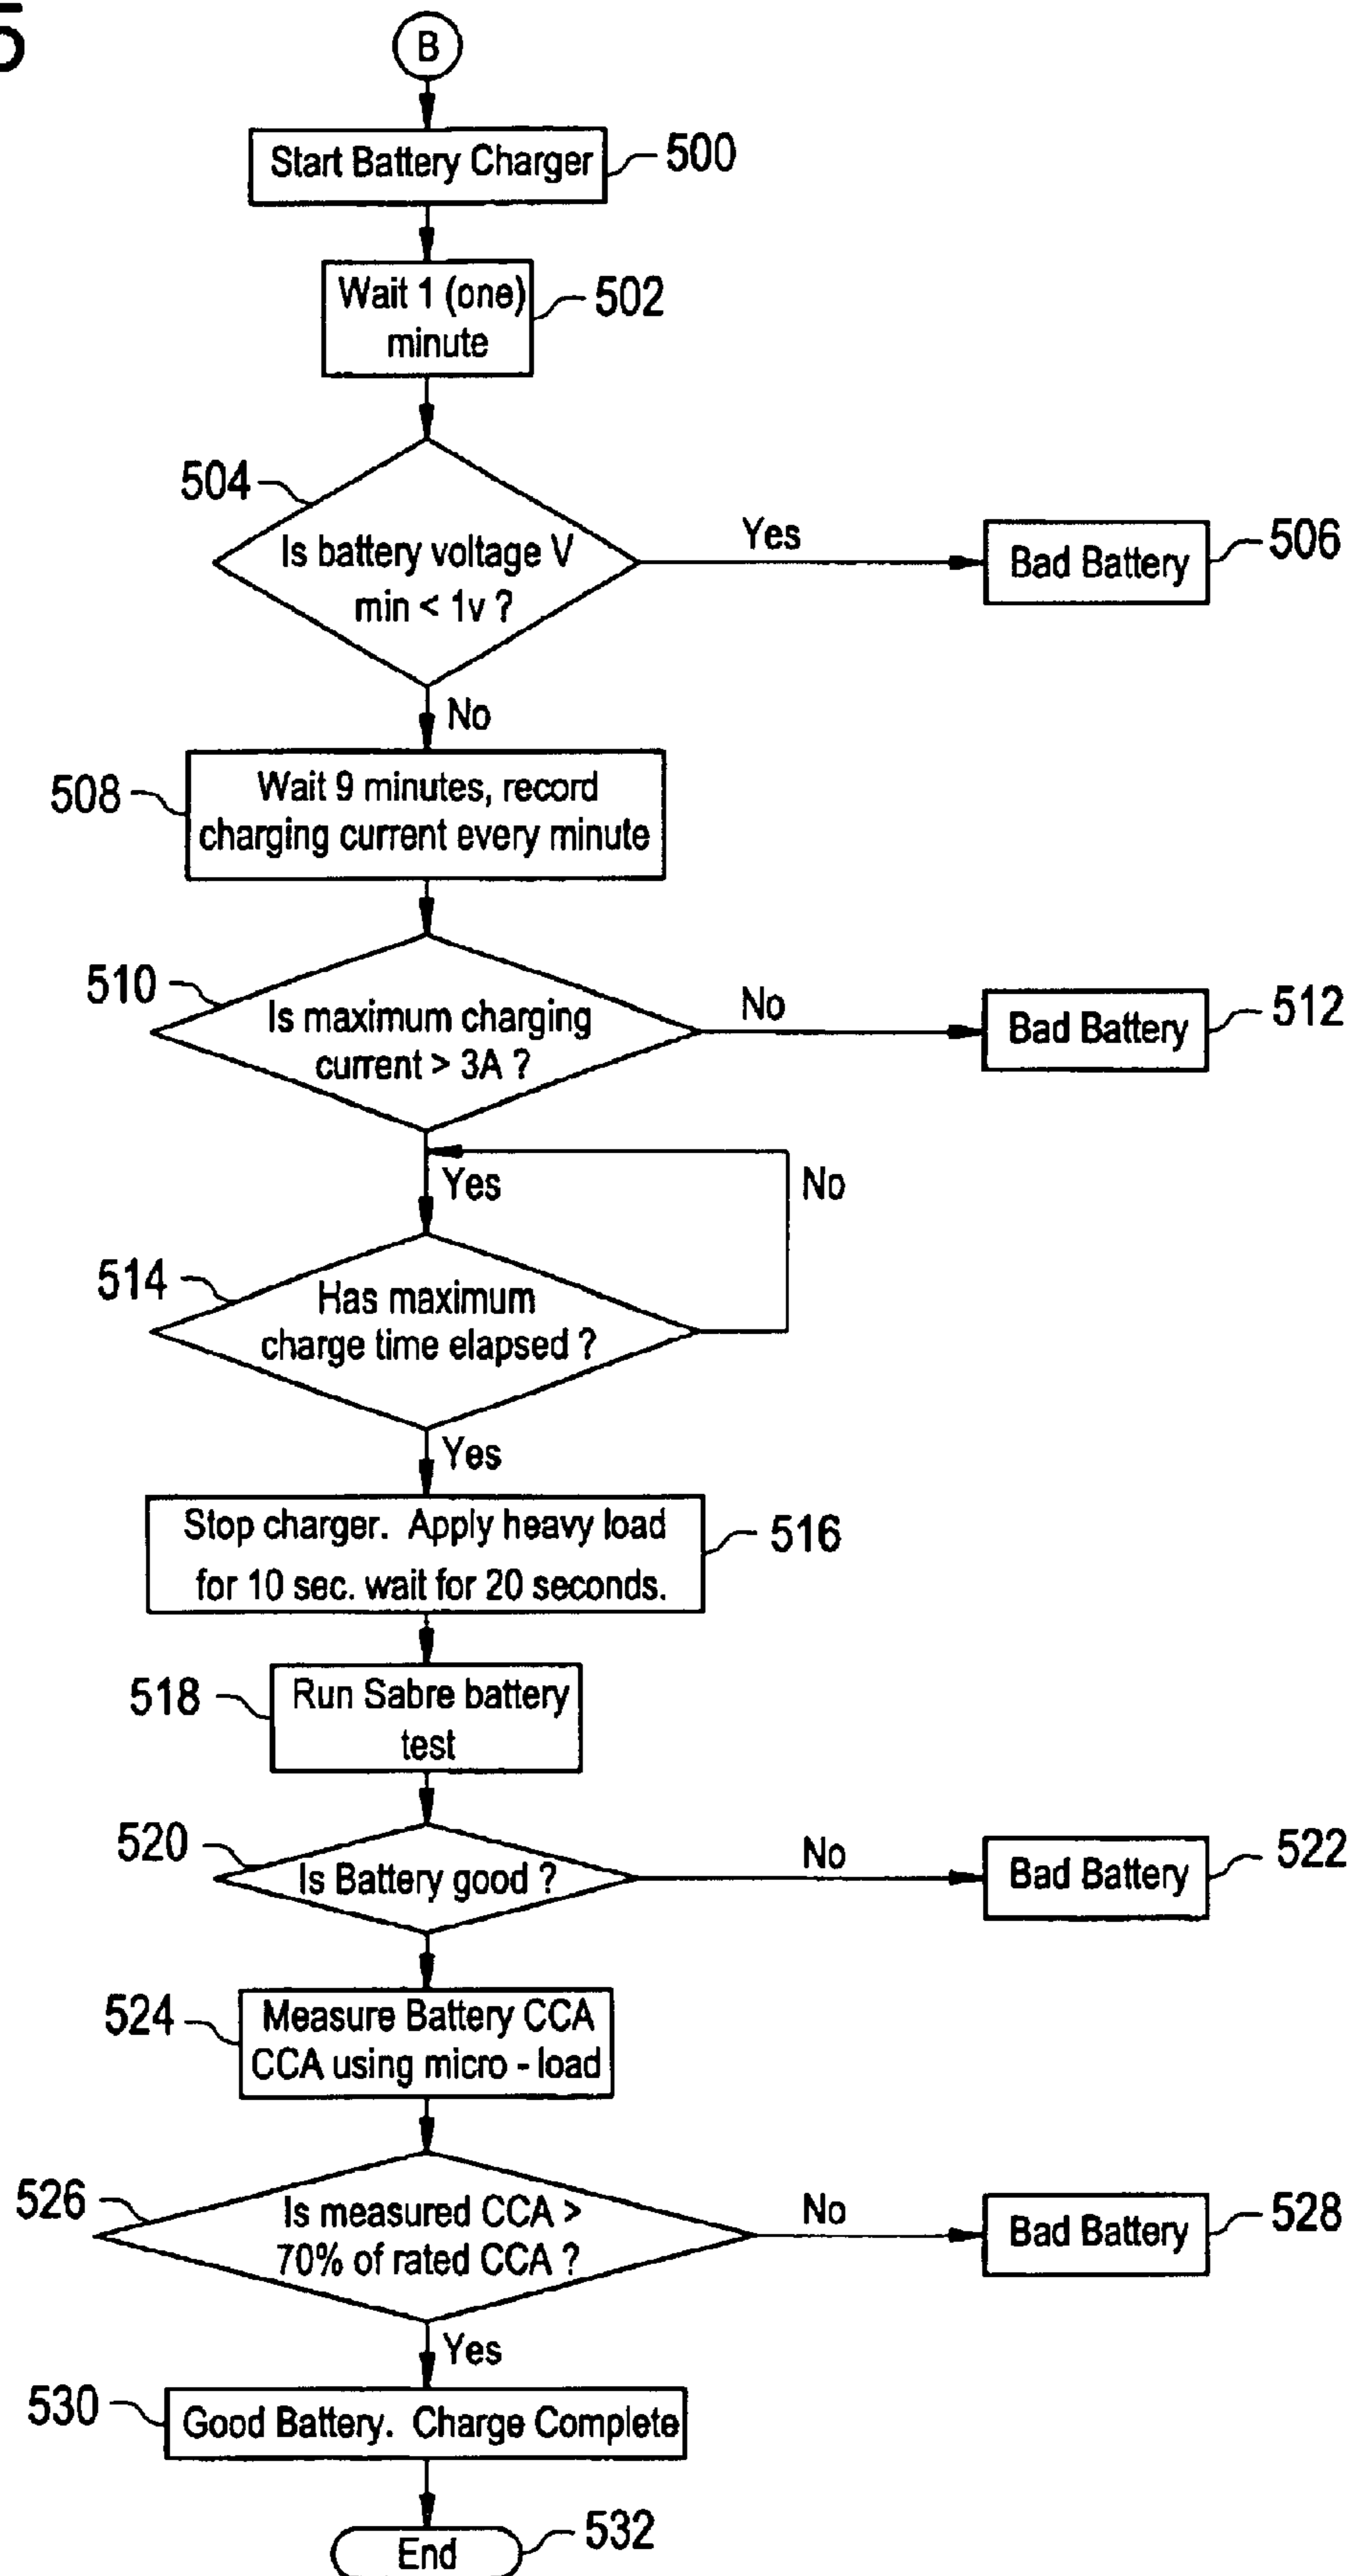 5
B
Start Battery Charger
500
Wait 1 (one)
minute
502
504
Is battery voltage V
min < 1v ?
Yes
Bad Battery
506
No
508
Wait 9 minutes, record
charging current every minute
510
Is maximum charging
current > 3A ?
No
Bad Battery
512
Yes
No
514
Has maximum
charge time elapsed ?
Yes
Stop charger. Apply heavy load
for 10 sec. wait for 20 seconds.
516
518
Run Sabre battery
test
520
Is Battery good ?
No
Bad Battery
522
524
Measure Battery CCA
CCA using micro - load
526
Is measured CCA >
70% of rated CCA ?
No
Bad Battery
528
Yes
530
Good Battery. Charge Complete
End
532